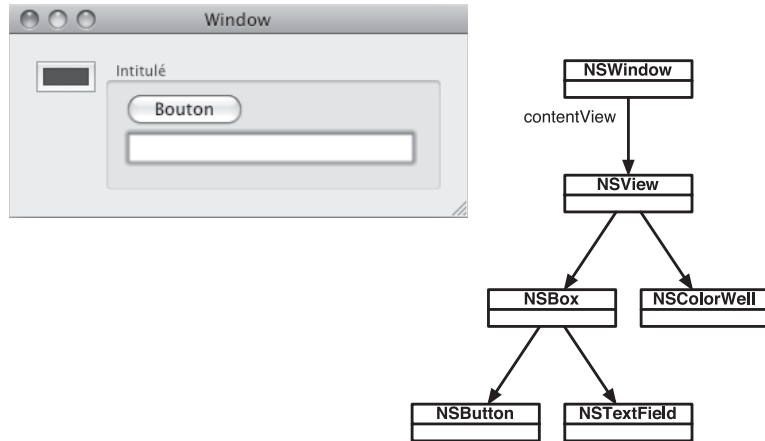 Window
Intitulé
Bouton
NSWindow
contentView
NSView
NSBox
NSColorWell
NSButton
NSTextField